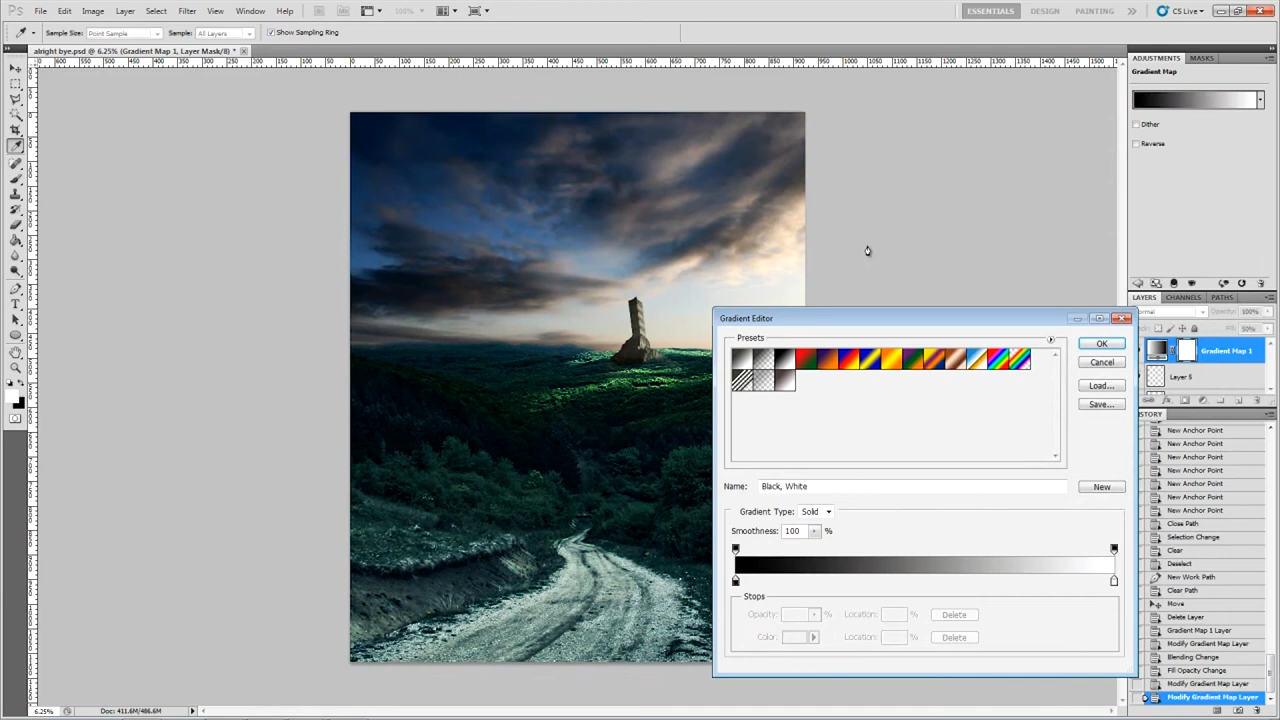 Ps File Edit Image Layer Select Filter View Window Help 100% ESSENTIALS DESIGN PAINTING CS Live
Sample Size: Point Sample Sample: All Layers Show Sampling Ring
alright bye.psd @ 6.25% (Gradient Map 1, Layer Mask/8) *
ADJUSTMENTS MASKS
Gradient Map
Dither
Reverse
LAYERS CHANNELS PATHS
Opacity: 100%
Fill: 50%
Gradient Map 1
Layer 5
Gradient Editor
Presets
OK
Cancel
Load...
Save...
Name: Black, White
New
Gradient Type: Solid
Smoothness: 100 %
Stops
Opacity: % Location: % Delete
Color: Location: % Delete
New Anchor Point
New Anchor Point
New Anchor Point
New Anchor Point
New Anchor Point
New Anchor Point
New Anchor Point
Close Path
Selection Change
Clear
Deselect
New Work Path
Clear Path
Move
Delete Layer
Gradient Map 1 Layer
Modify Gradient Map Layer
Blending Change
Fill Opacity Change
Modify Gradient Map Layer
Modify Gradient Map Layer
6.25% Doc: 411.6M/486.6M